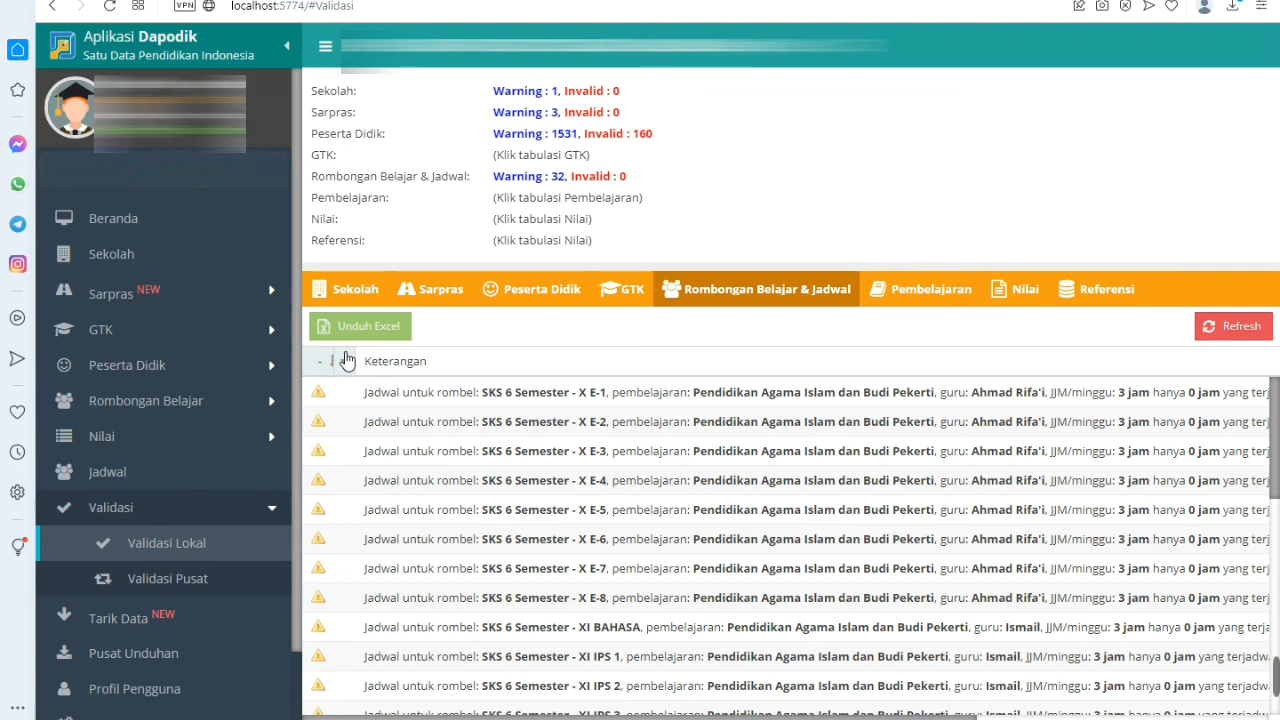 VPN localhost:5774/#Validasi
Aplikasi Dapodik
Satu Data Pendidikan Indonesia
Beranda
Sekolah
Sarpras NEW
GTK
Peserta Didik
Rombongan Belajar
Nilai
Jadwal
Validasi
Validasi Lokal
Validasi Pusat
Tarik Data NEW
Pusat Unduhan
Profil Pengguna
Sekolah: Warning : 1, Invalid : 0
Sarpras: Warning : 3, Invalid : 0
Peserta Didik: Warning : 1531, Invalid : 160
GTK: (Klik tabulasi GTK)
Rombongan Belajar & Jadwal: Warning : 32, Invalid : 0
Pembelajaran: (Klik tabulasi Pembelajaran)
Nilai: (Klik tabulasi Nilai)
Referensi: (Klik tabulasi Nilai)
Sekolah Sarpras Peserta Didik GTK Rombongan Belajar & Jadwal Pembelajaran Nilai Referensi
Unduh Excel Refresh
- Keterangan
Jadwal untuk rombel: SKS 6 Semester - X E-1, pembelajaran: Pendidikan Agama Islam dan Budi Pekerti, guru: Ahmad Rifa'i, JJM/minggu: 3 jam hanya 0 jam yang terj
Jadwal untuk rombel: SKS 6 Semester - X E-2, pembelajaran: Pendidikan Agama Islam dan Budi Pekerti, guru: Ahmad Rifa'i, JJM/minggu: 3 jam hanya 0 jam yang terj
Jadwal untuk rombel: SKS 6 Semester - X E-3, pembelajaran: Pendidikan Agama Islam dan Budi Pekerti, guru: Ahmad Rifa'i, JJM/minggu: 3 jam hanya 0 jam yang terj
Jadwal untuk rombel: SKS 6 Semester - X E-4, pembelajaran: Pendidikan Agama Islam dan Budi Pekerti, guru: Ahmad Rifa'i, JJM/minggu: 3 jam hanya 0 jam yang terj
Jadwal untuk rombel: SKS 6 Semester - X E-5, pembelajaran: Pendidikan Agama Islam dan Budi Pekerti, guru: Ahmad Rifa'i, JJM/minggu: 3 jam hanya 0 jam yang terj
Jadwal untuk rombel: SKS 6 Semester - X E-6, pembelajaran: Pendidikan Agama Islam dan Budi Pekerti, guru: Ahmad Rifa'i, JJM/minggu: 3 jam hanya 0 jam yang terj
Jadwal untuk rombel: SKS 6 Semester - X E-7, pembelajaran: Pendidikan Agama Islam dan Budi Pekerti, guru: Ahmad Rifa'i, JJM/minggu: 3 jam hanya 0 jam yang terj
Jadwal untuk rombel: SKS 6 Semester - X E-8, pembelajaran: Pendidikan Agama Islam dan Budi Pekerti, guru: Ahmad Rifa'i, JJM/minggu: 3 jam hanya 0 jam yang terj
Jadwal untuk rombel: SKS 6 Semester - XI BAHASA, pembelajaran: Pendidikan Agama Islam dan Budi Pekerti, guru: Ismail, JJM/minggu: 3 jam hanya 0 jam yang terja
Jadwal untuk rombel: SKS 6 Semester - XI IPS 1, pembelajaran: Pendidikan Agama Islam dan Budi Pekerti, guru: Ismail, JJM/minggu: 3 jam hanya 0 jam yang terjadw
Jadwal untuk rombel: SKS 6 Semester - XI IPS 2, pembelajaran: Pendidikan Agama Islam dan Budi Pekerti, guru: Ismail, JJM/minggu: 3 jam hanya 0 jam yang terjadw